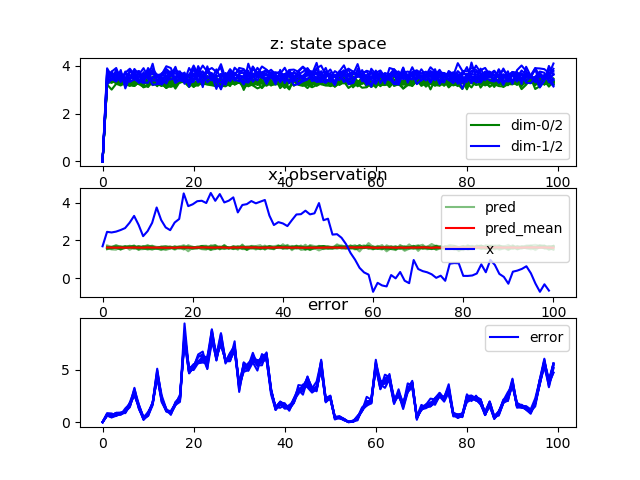 z: state space
4
2
0
dim-0/2
dim-1/2
0 20 40 60 80 100
x: observation
4
2
0
pred
pred_mean
x
0 20 40 60 80 100
error
5
0
error
0 20 40 60 80 100